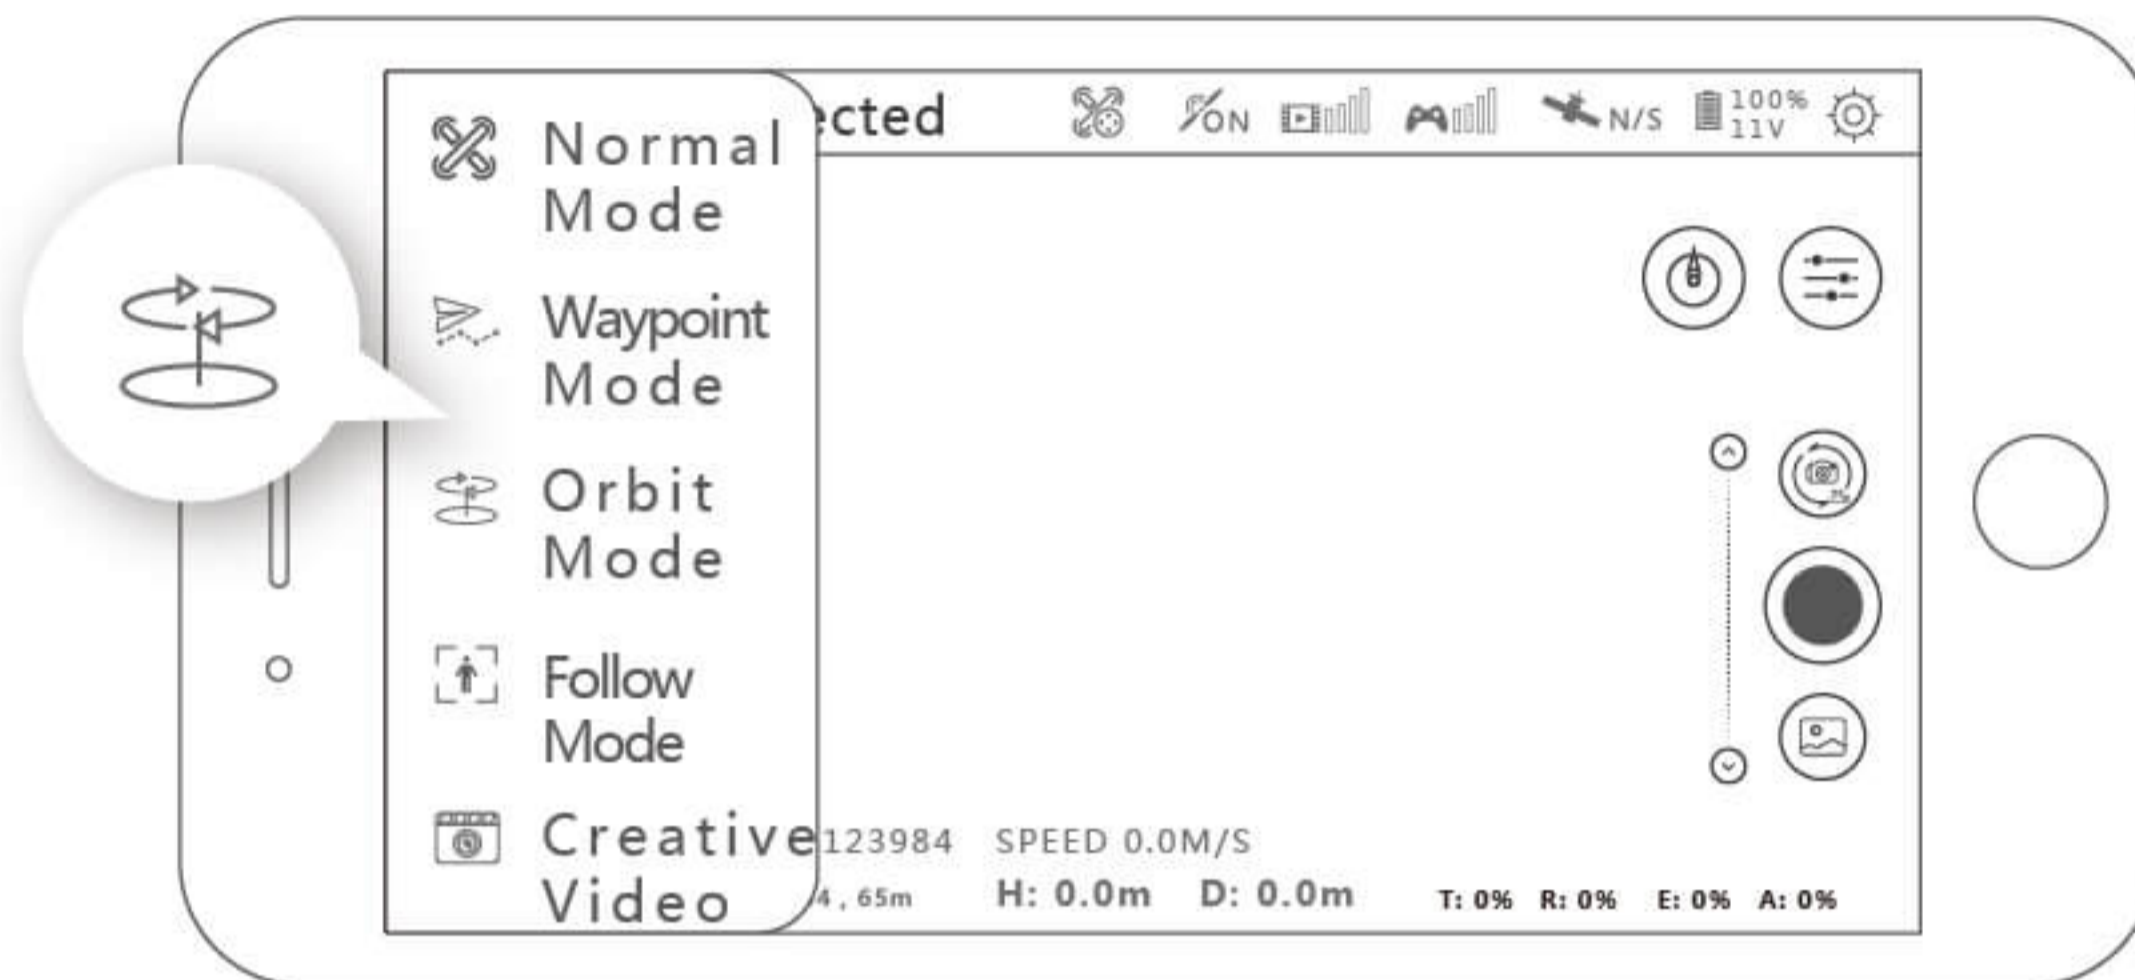 Normal
Mode
Waypoint
Mode
Orbit
Mode
Follow
Mode
Creative
Video
ected
ON
N/S
100%
11V
123984 SPEED 0.0M/S
4 , 65m H: 0.0m D: 0.0m T: 0% R: 0% E: 0% A: 0%